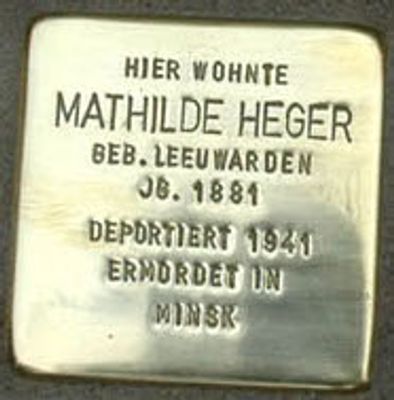 HIER WOHNTE
MATHILDE HEGER
GEB. LEEUWARDEN
JG. 1881
DEPORTIERT 1941
ERMORDET IN
MINSK